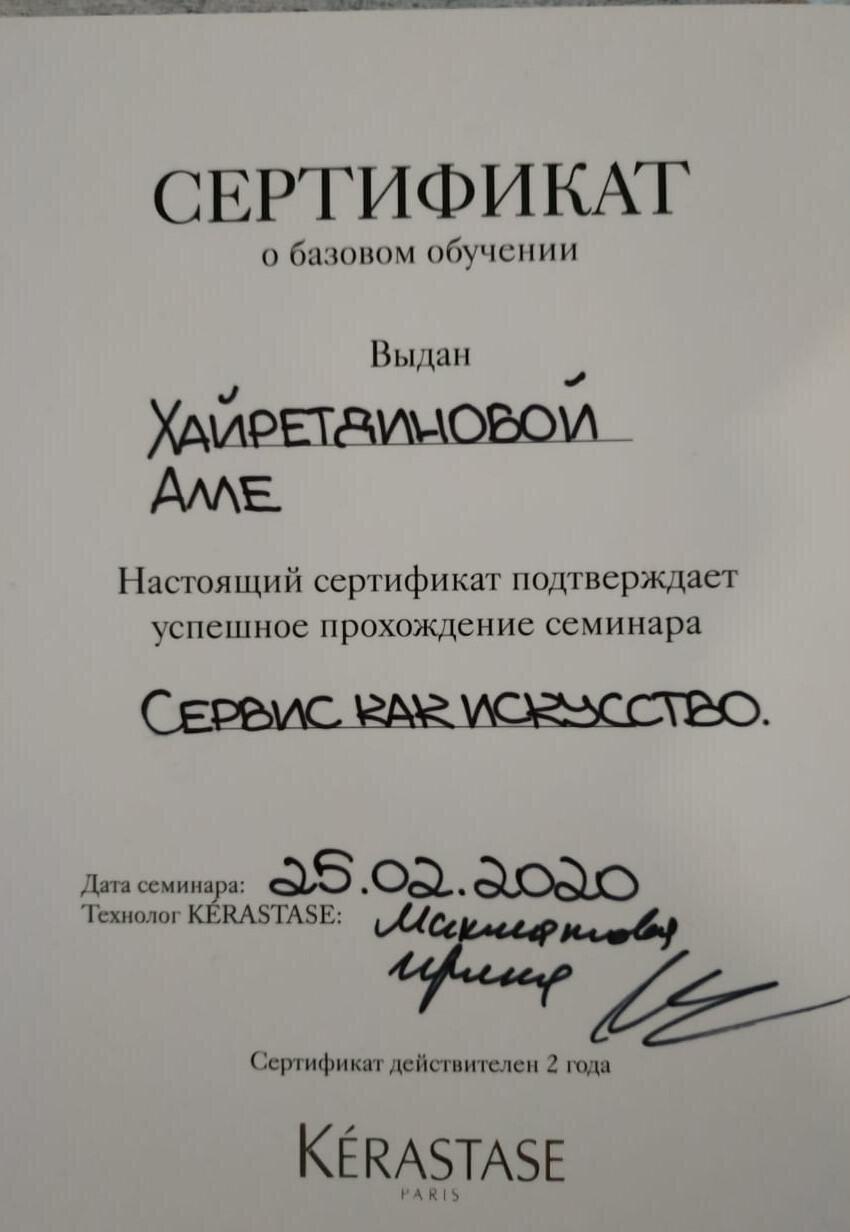 СЕРТИФИКАТ
о базовом обучении
Выдан
ХАЙРЕТДИНОВОЙ
АЛЛЕ
Настоящий сертификат подтверждает
успешное прохождение семинара
СЕРВИС КАК ИСКУССТВО.
Дата семинара: 25.02.2020
Технолог KÉRASTASE:
Сертификат действителен 2 года
KÉRASTASE
PARIS